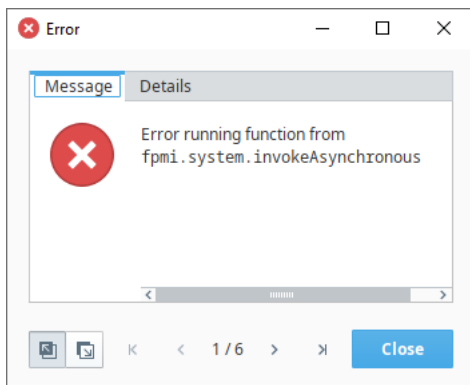 Error
Message Details
Error running function from
fpmi.system.invokeAsynchronous
1 / 6
Close